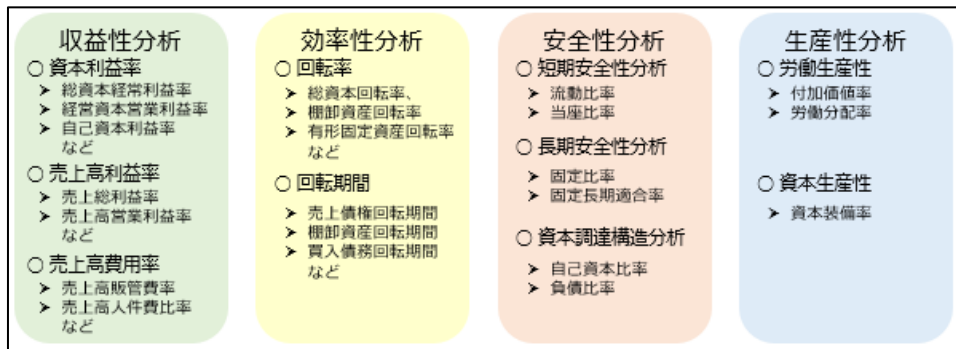 収益性分析
○ 資本利益率
➤ 総資本経常利益率
➤ 経営資本営業利益率
➤ 自己資本利益率
など
○ 売上高利益率
➤ 売上総利益率
➤ 売上高営業利益率
など
○ 売上高費用率
➤ 売上高販管費率
➤ 売上高人件費比率
など
効率性分析
○ 回転率
➤ 総資本回転率、
➤ 棚卸資産回転率
➤ 有形固定資産回転率
など
○ 回転期間
➤ 売上債権回転期間
➤ 棚卸資産回転期間
➤ 買入債務回転期間
など
安全性分析
○ 短期安全性分析
➤ 流動比率
➤ 当座比率
○ 長期安全性分析
➤ 固定比率
➤ 固定長期適合率
○ 資本調達構造分析
➤ 自己資本比率
➤ 負債比率
生産性分析
○ 労働生産性
➤ 付加価値率
➤ 労働分配率
○ 資本生産性
➤ 資本装備率